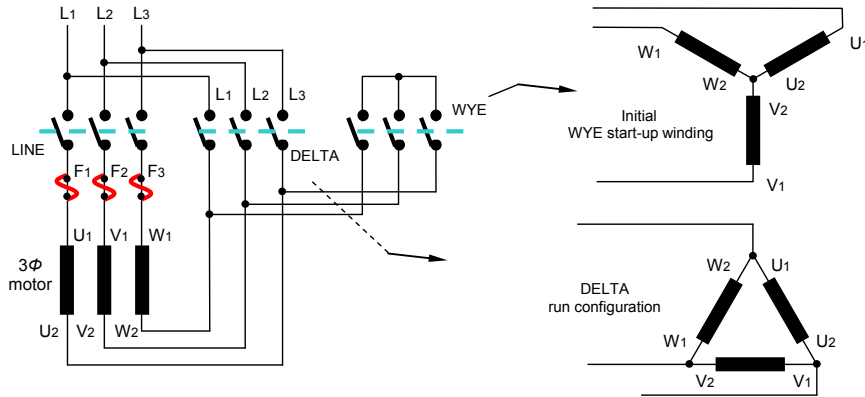 L1 L2 L3
L1 L2 L3
WYE
LINE
DELTA
F1 F2 F3
U1 V1 W1
3Φ
motor
U2 V2 W2
U1
W1
W2 U2
V2
Initial
WYE start-up winding
V1
W2 U1
DELTA
run configuration
W1 U2
V2 V1